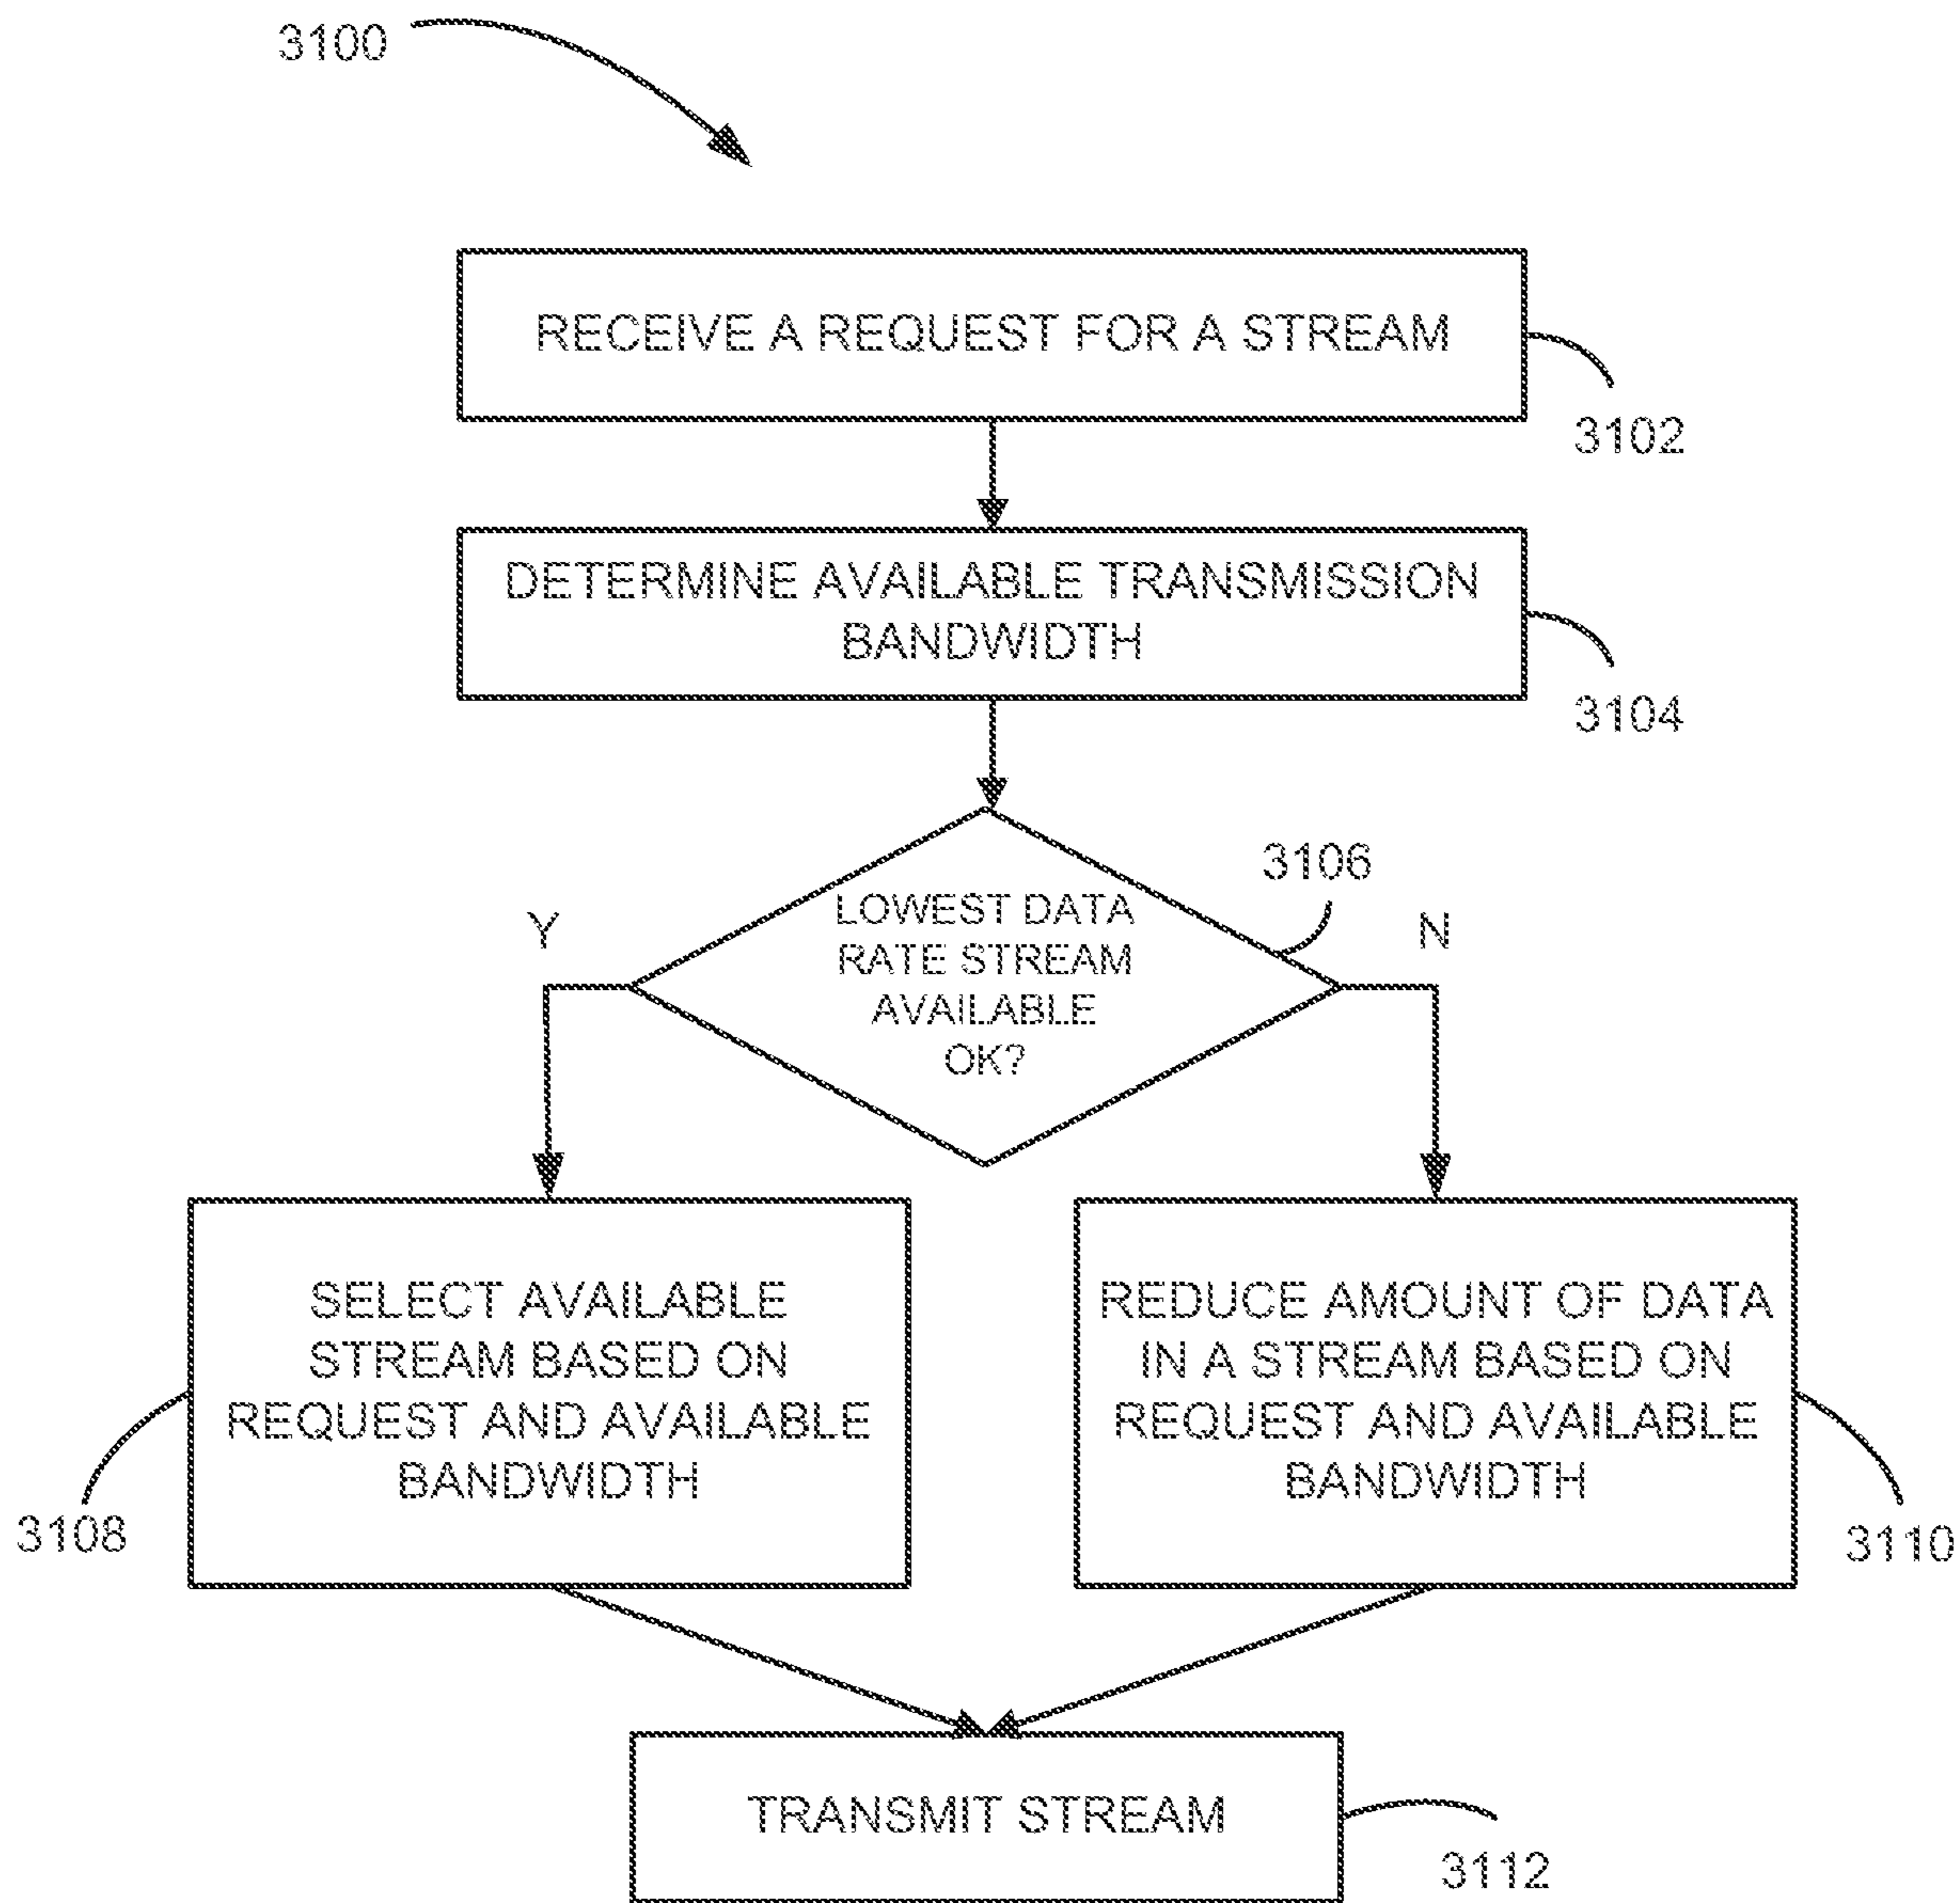 3100
RECEIVE A REQUEST FOR A STREAM
3102
DETERMINE AVAILABLE TRANSMISSION
BANDWIDTH
3104
3106
Y
N
LOWEST DATA
RATE STREAM
AVAILABLE
OK?
SELECT AVAILABLE
STREAM BASED ON
REQUEST AND AVAILABLE
BANDWIDTH
3108
REDUCE AMOUNT OF DATA
IN A STREAM BASED ON
REQUEST AND AVAILABLE
BANDWIDTH
3110
TRANSMIT STREAM
3112